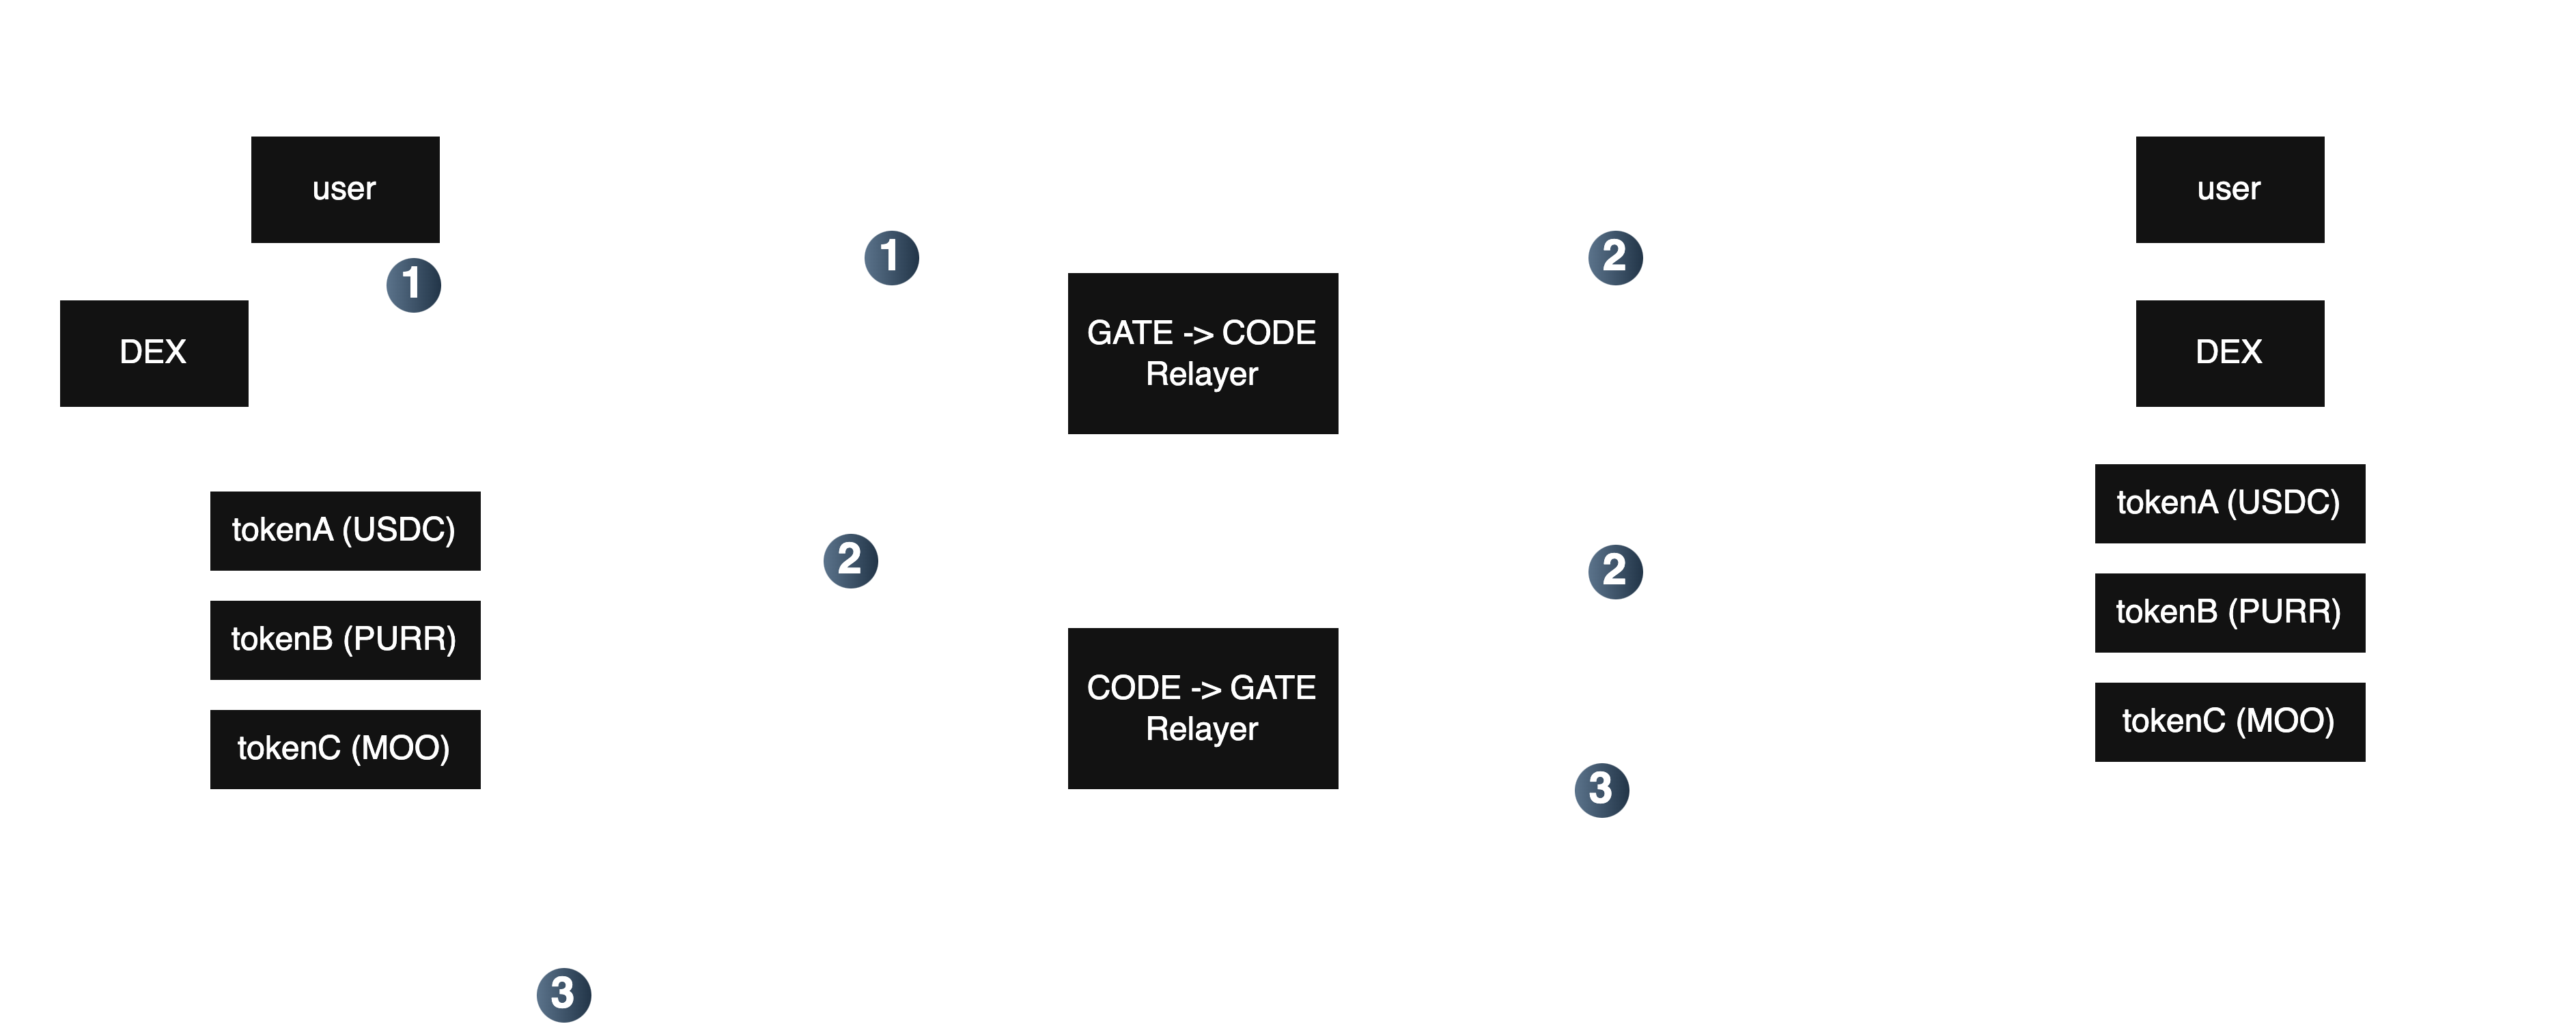 user
1
DEX
tokenA (USDC)
tokenB (PURR)
tokenC (MOO)
3
1
2
GATE -> CODE
Relayer
CODE -> GATE
Relayer
2
2
3
user
DEX
tokenA (USDC)
tokenB (PURR)
tokenC (MOO)